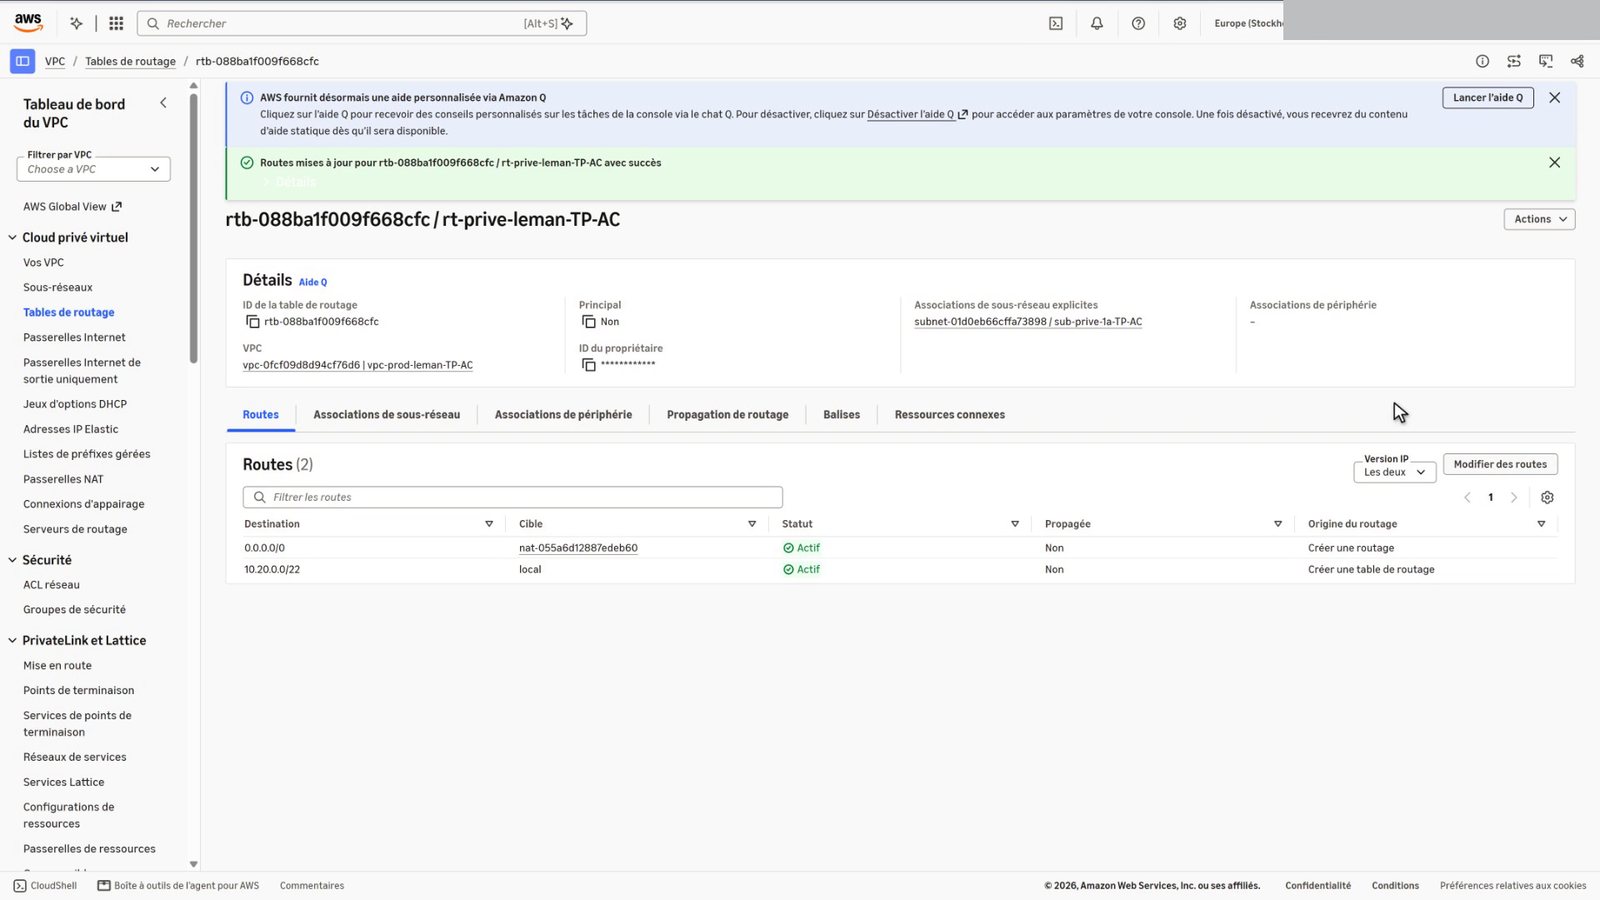 aws
Rechercher
[Alt+S]
Europe (Stockh
VPC / Tables de routage / rtb-088ba1f009f668cfc
Tableau de bord
du VPC
Filtrer par VPC
Choose a VPC
AWS Global View
Cloud privé virtuel
Vos VPC
Sous-réseaux
Tables de routage
Passerelles Internet
Passerelles Internet de
sortie uniquement
Jeux d'options DHCP
Adresses IP Elastic
Listes de préfixes gérées
Passerelles NAT
Connexions d'appairage
Serveurs de routage
Sécurité
ACL réseau
Groupes de sécurité
PrivateLink et Lattice
Mise en route
Points de terminaison
Services de points de
terminaison
Réseaux de services
Services Lattice
Configurations de
ressources
Passerelles de ressources
AWS fournit désormais une aide personnalisée via Amazon Q
Cliquez sur l'aide Q pour recevoir des conseils personnalisés sur les tâches de la console via le chat Q. Pour désactiver, cliquez sur Désactiver l'aide Q pour accéder aux paramètres de votre console. Une fois désactivé, vous recevrez du contenu
d'aide statique dès qu'il sera disponible.
Lancer l'aide Q
Routes mises à jour pour rtb-088ba1f009f668cfc / rt-prive-leman-TP-AC avec succès
Détails
rtb-088ba1f009f668cfc / rt-prive-leman-TP-AC
Actions
Détails Aide Q
ID de la table de routage
rtb-088ba1f009f668cfc
VPC
vpc-0fcf09d8d94cf76d6 | vpc-prod-leman-TP-AC
Principal
Non
ID du propriétaire
************
Associations de sous-réseau explicites
subnet-01d0eb66cffa73898 / sub-prive-1a-TP-AC
Associations de périphérie
–
Routes
Associations de sous-réseau
Associations de périphérie
Propagation de routage
Balises
Ressources connexes
Routes (2)
Version IP
Les deux
Modifier des routes
Filtrer les routes
1
Destination Cible Statut Propagée Origine du routage
0.0.0.0/0 nat-055a6d12887edeb60 Actif Non Créer une routage
10.20.0.0/22 local Actif Non Créer une table de routage
CloudShell
Boîte à outils de l'agent pour AWS
Commentaires
© 2026, Amazon Web Services, Inc. ou ses affiliés.
Confidentialité
Conditions
Préférences relatives aux cookies